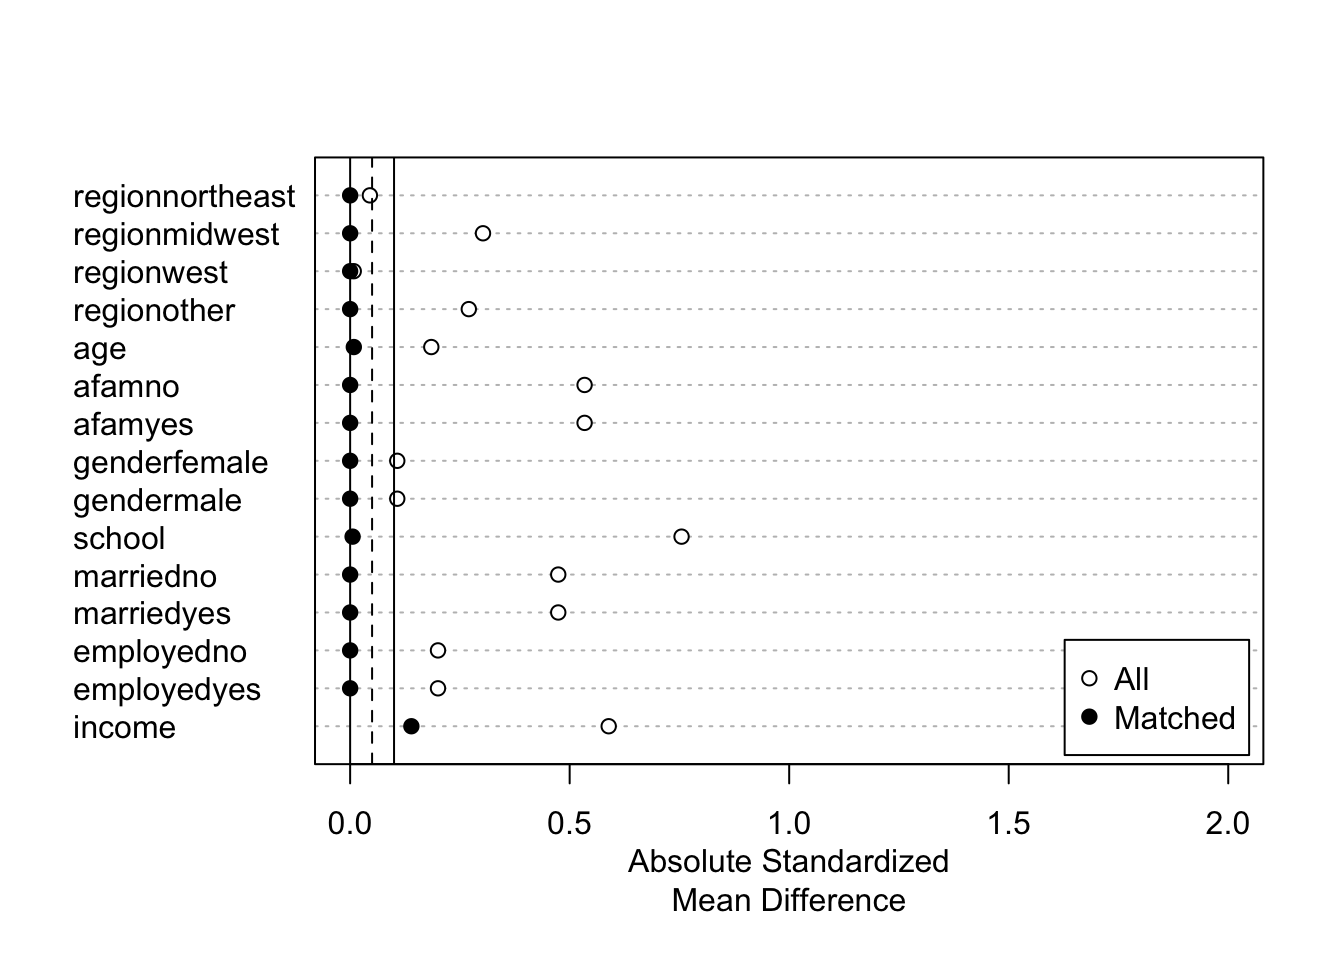 regionnortheast
regionmidwest
regionwest
regionother
age
afamno
afamyes
genderfemale
gendermale
school
marriedno
marriedyes
employedno
employedyes
income
All
Matched
0.0 0.5 1.0 1.5 2.0
Absolute Standardized
Mean Difference